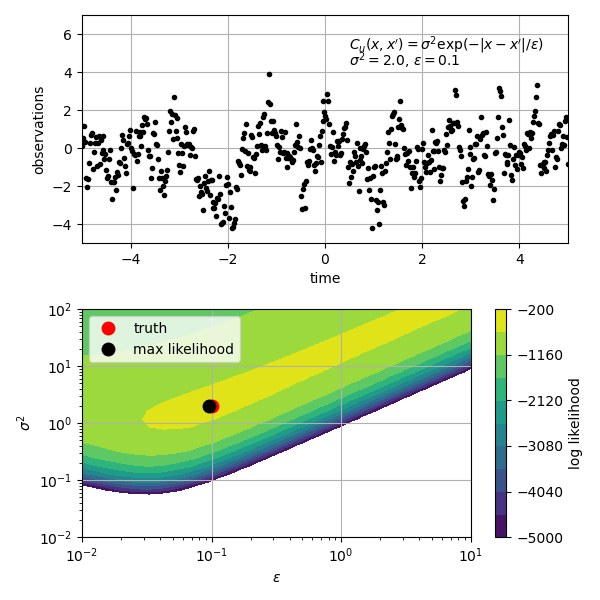 6
4
2
0
−2
−4
observations
C_u(x, x′) = σ²exp(−|x − x′|/ε)
σ² = 2.0, ε = 0.1
−4 −2 0 2 4
time
10² 10¹ 10⁰ 10⁻¹ 10⁻²
σ²
truth
max likelihood
10⁻² 10⁻¹ 10⁰ 10¹
ε
−200
−1160
−2120
−3080
−4040
−5000
log likelihood